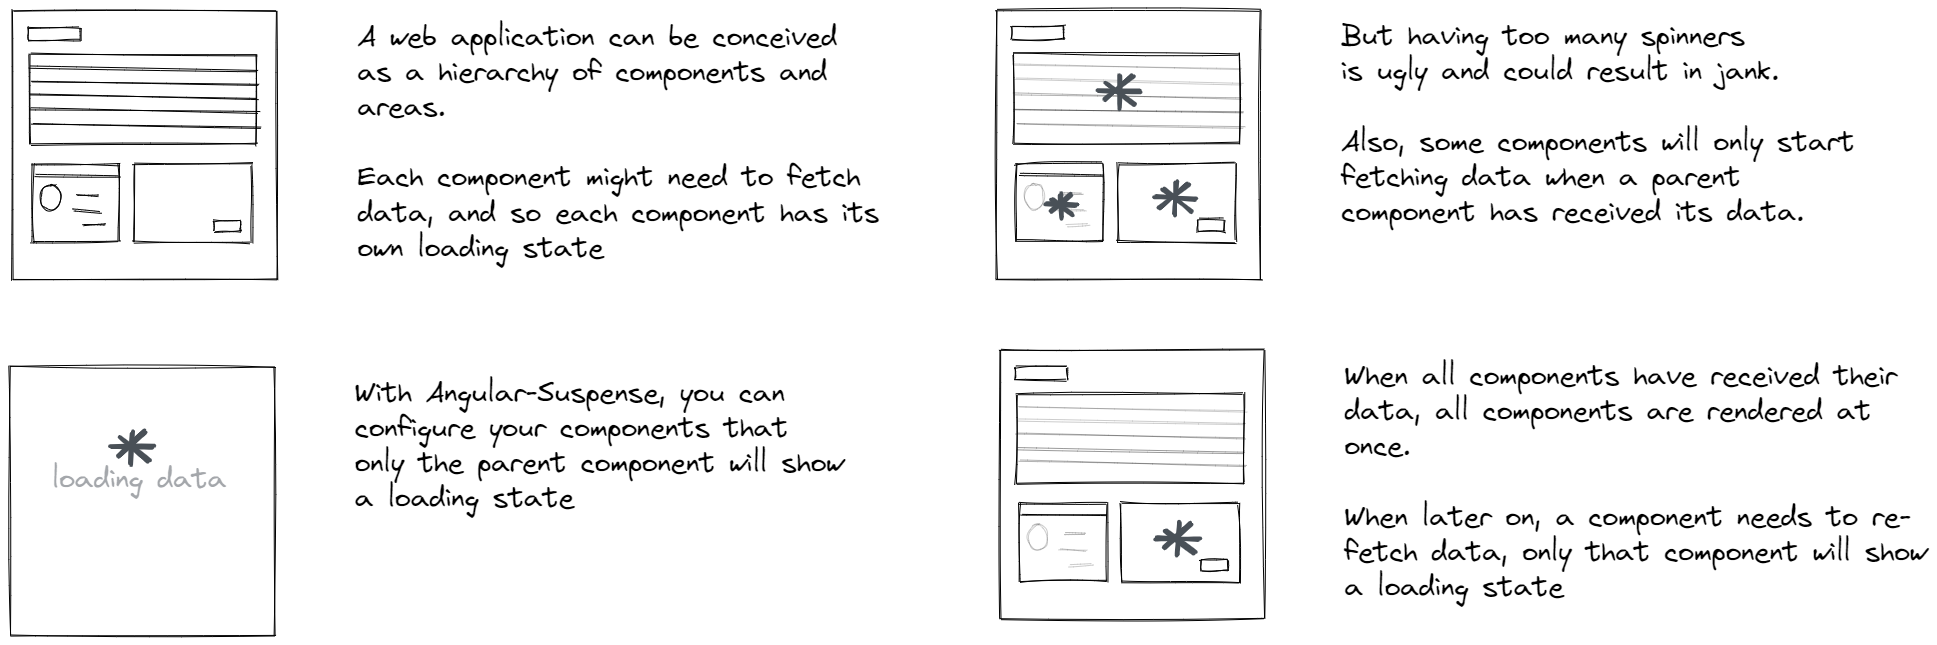 A web application can be conceived
as a hierarchy of components and
areas.
Each component might need to fetch
data, and so each component has its
own loading state
But having too many spinners
is ugly and could result in jank.
Also, some components will only start
fetching data when a parent
component has received its data.
loading data
With Angular-Suspense, you can
configure your components that
only the parent component will show
a loading state
When all components have received their
data, all components are rendered at
once.
When later on, a component needs to re-
fetch data, only that component will show
a loading state